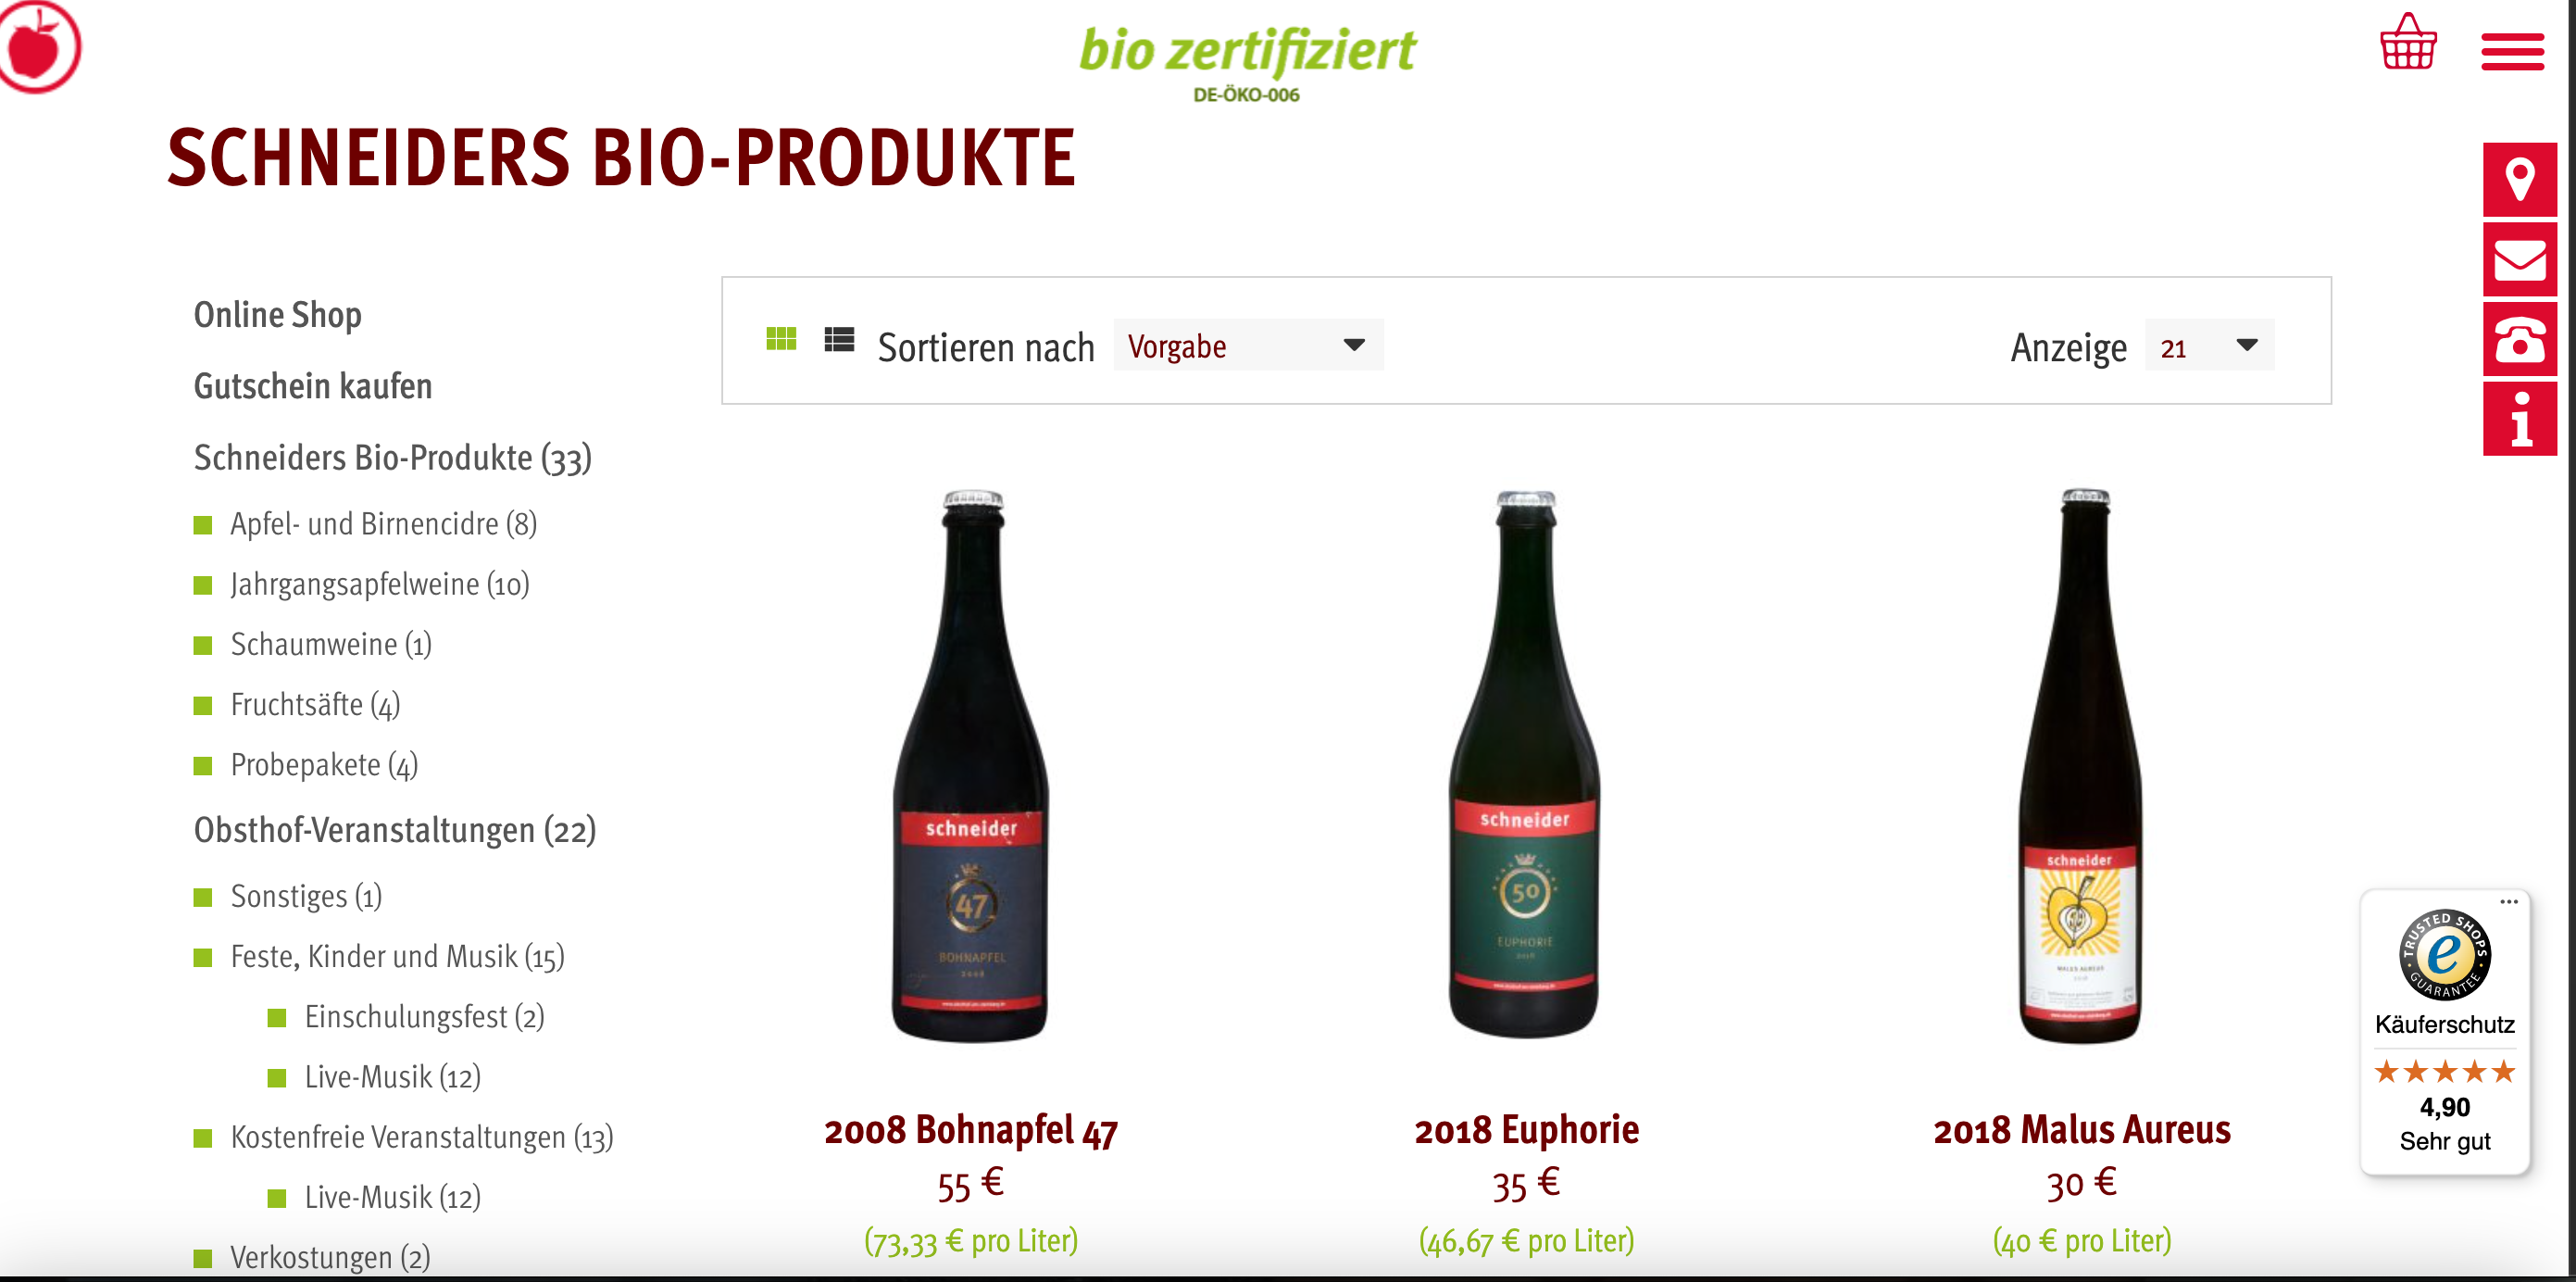 bio zertifiziert
DE-ÖKO-006
SCHNEIDERS BIO-PRODUKTE
Online Shop
Gutschein kaufen
Schneiders Bio-Produkte (33)
Apfel- und Birnencidre (8)
Jahrgangsapfelweine (10)
Schaumweine (1)
Fruchtsäfte (4)
Probepakete (4)
Obsthof-Veranstaltungen (22)
Sonstiges (1)
Feste, Kinder und Musik (15)
Einschulungsfest (2)
Live-Musik (12)
Kostenfreie Veranstaltungen (13)
Live-Musik (12)
Verkostungen (2)
Sortieren nach Vorgabe
Anzeige 21
schneider
47
BOHNAPFEL
2008
schneider
50
EUPHORIE
2018
schneider
MALUS AUREUS
2008 Bohnapfel 47
55 €
(73,33 € pro Liter)
2018 Euphorie
35 €
(46,67 € pro Liter)
2018 Malus Aureus
30 €
(40 € pro Liter)
TRUSTED SHOPS
e
GUARANTEE
Käuferschutz
4,90
Sehr gut